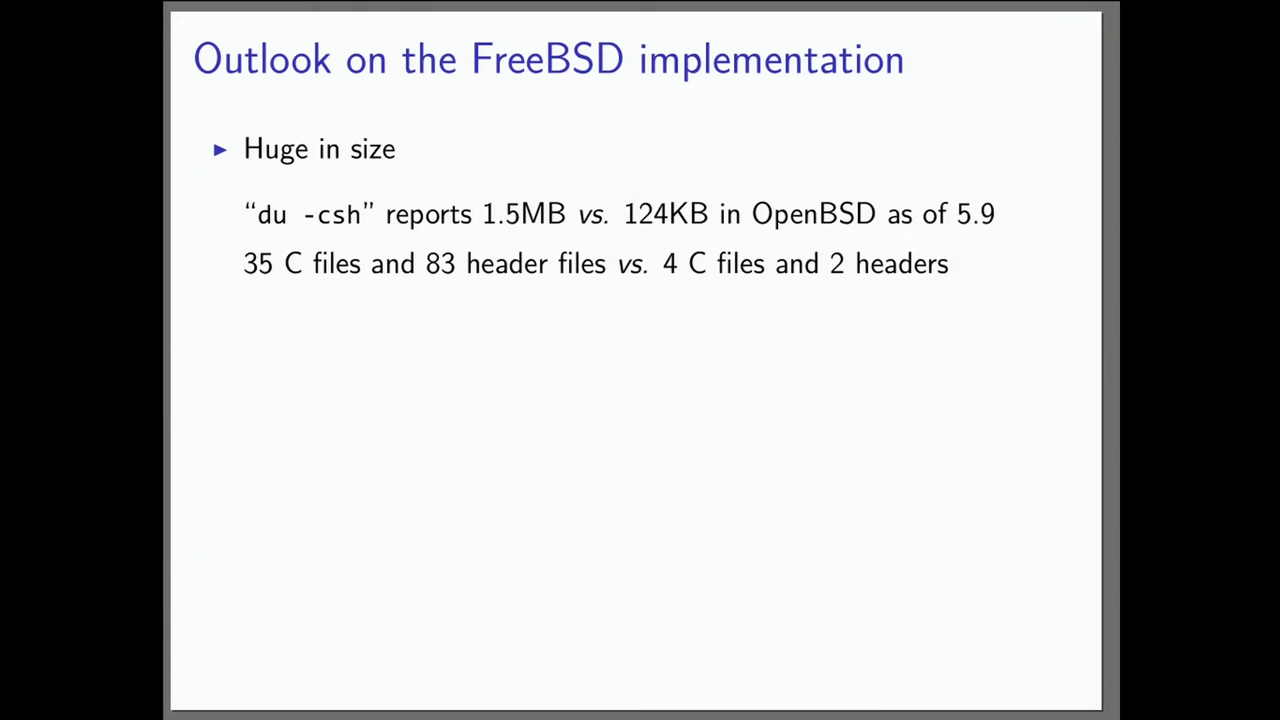 Outlook on the FreeBSD implementation
Huge in size
“du -csh” reports 1.5MB vs. 124KB in OpenBSD as of 5.9
35 C files and 83 header files vs. 4 C files and 2 headers